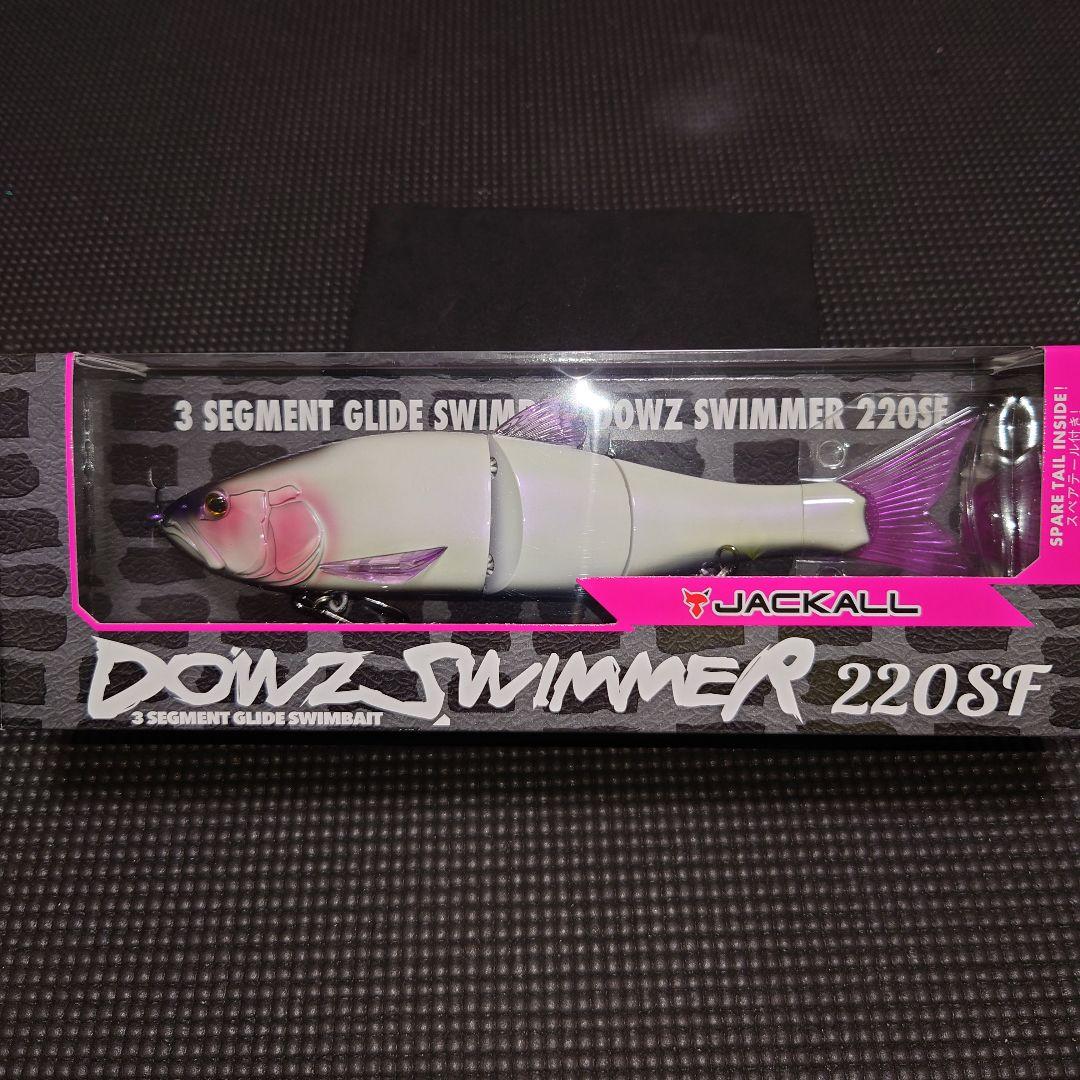 3 SEGMENT GLIDE SWIMB DOWZ SWIMMER 220SF
SPARE TAIL INSIDE!
スペアテール付き!
JACKALL
DOWZ SWIMMER 220SF
3 SEGMENT GLIDE SWIMBAIT